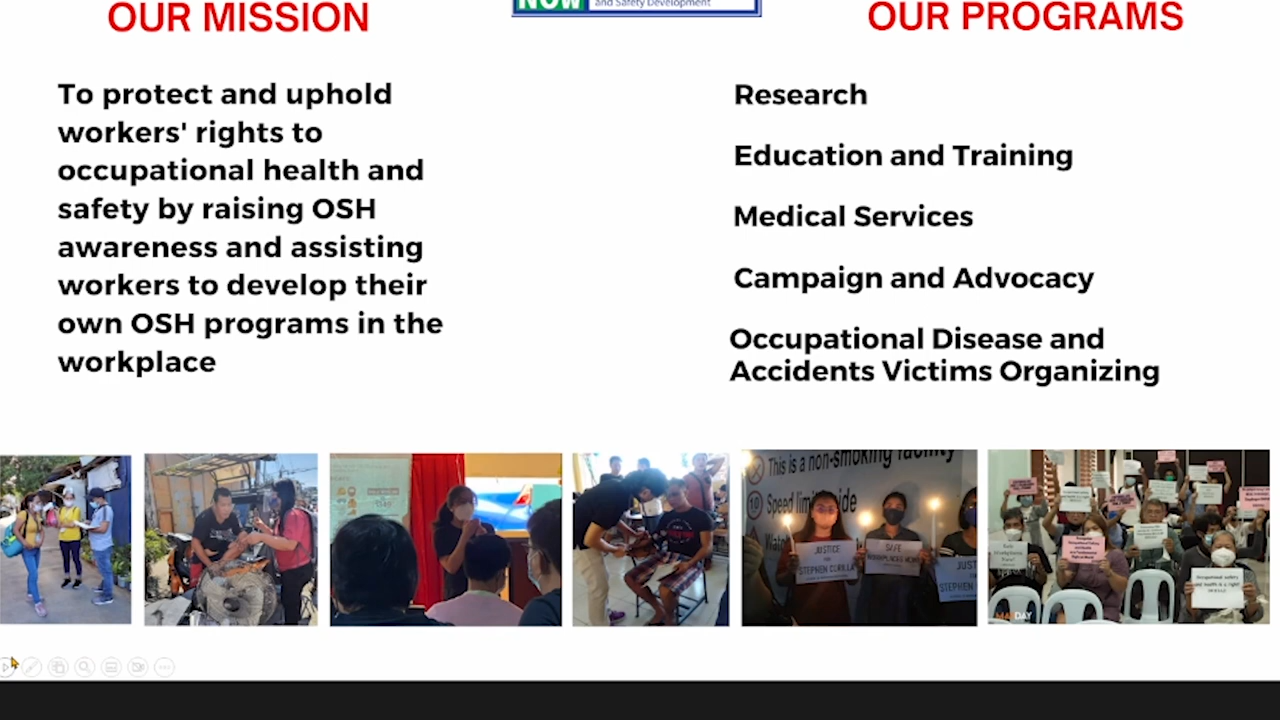 OUR MISSION
NOW
and Safety Development
OUR PROGRAMS
To protect and uphold
workers' rights to
occupational health and
safety by raising OSH
awareness and assisting
workers to develop their
own OSH programs in the
workplace
Research
Education and Training
Medical Services
Campaign and Advocacy
Occupational Disease and
Accidents Victims Organizing
This is a non-smoking facility
10
Speed limit
JUSTICE
STEPHEN CORILLA
SAFE
WORKPLACES NOW
JUST
STEPHEN
Occupational safety
and health is a right
DAY